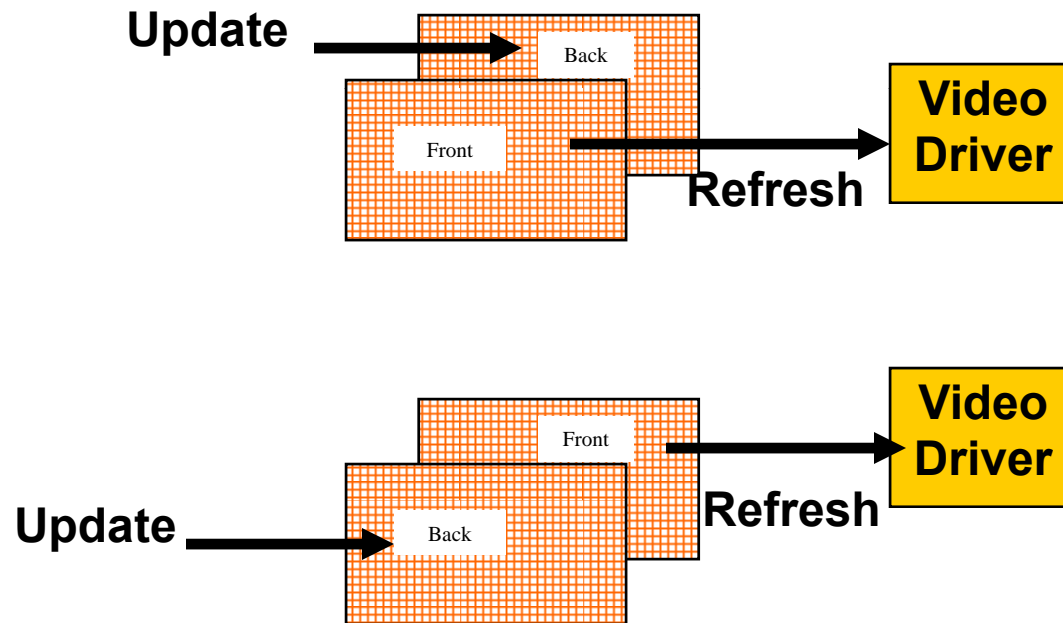 Update
Back
Front
Video
Driver
Refresh
Front
Video
Driver
Refresh
Update
Back